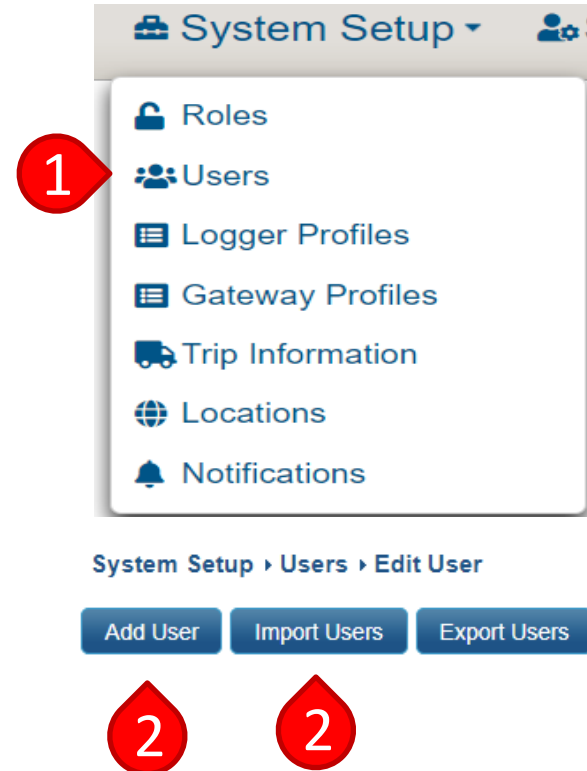 System Setup
Roles
1
Users
Logger Profiles
Gateway Profiles
Trip Information
Locations
Notifications
System Setup › Users › Edit User
Add User Import Users Export Users
2 2